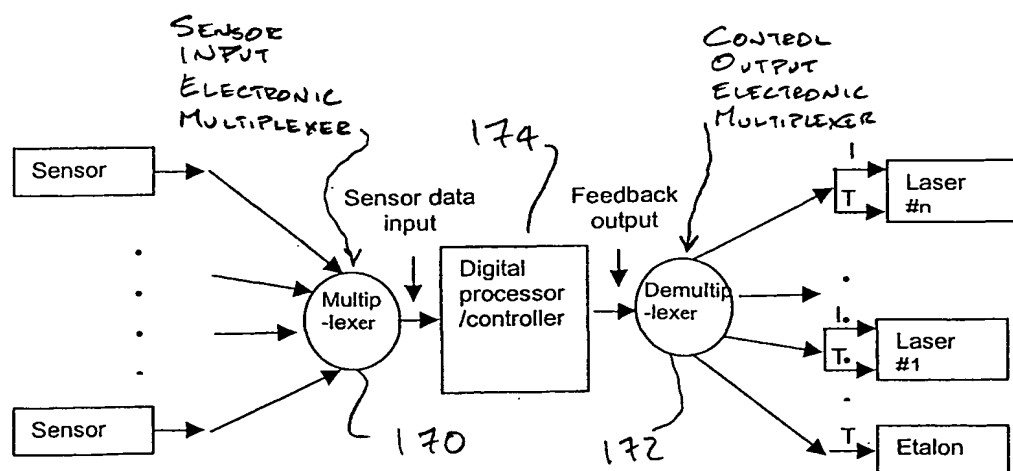 SENSOR
INPUT
ELECTRONIC
MULTIPLEXER
CONTROL
OUTPUT
ELECTRONIC
MULTIPLEXER
174
Sensor
Sensor data
input
Feedback
output
I
T
Laser
#n
Multip
-lexer
Digital
processor
/controller
Demultip
-lexer
I
T
Laser
#1
Sensor
170
172
T
Etalon